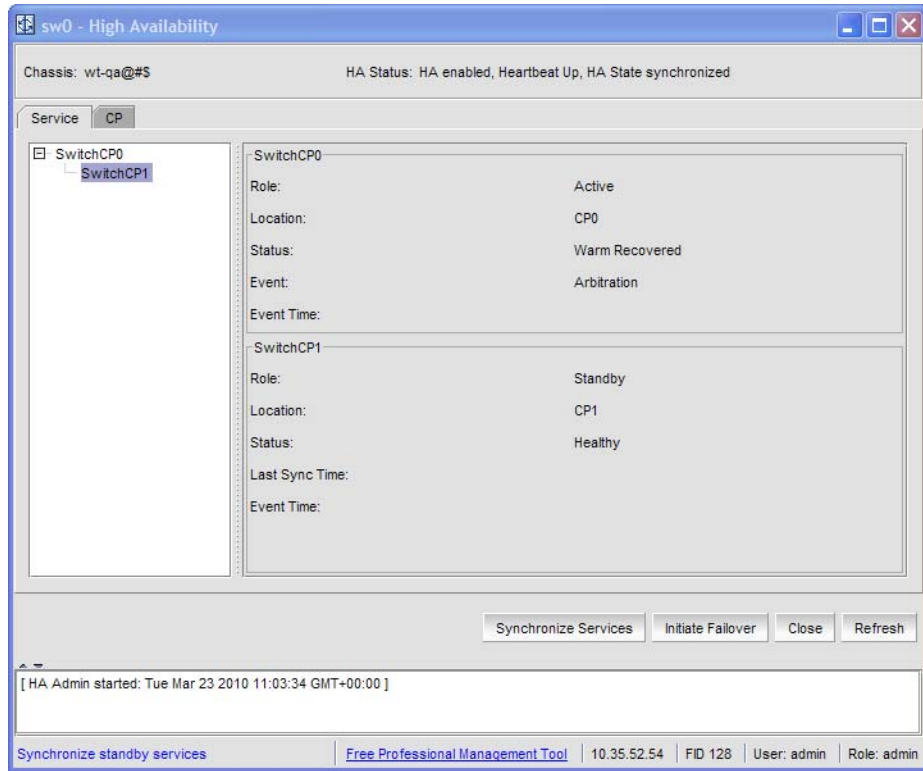 sw0 - High Availability
Chassis: wt-qa@#$ HA Status: HA enabled, Heartbeat Up, HA State synchronized
Service CP
SwitchCP0
SwitchCP1
SwitchCP0
Role: Active
Location: CP0
Status: Warm Recovered
Event: Arbitration
Event Time:
SwitchCP1
Role: Standby
Location: CP1
Status: Healthy
Last Sync Time:
Event Time:
Synchronize Services Initiate Failover Close Refresh
[ HA Admin started: Tue Mar 23 2010 11:03:34 GMT+00:00 ]
Synchronize standby services Free Professional Management Tool 10.35.52.54 FID 128 User: admin Role: admin